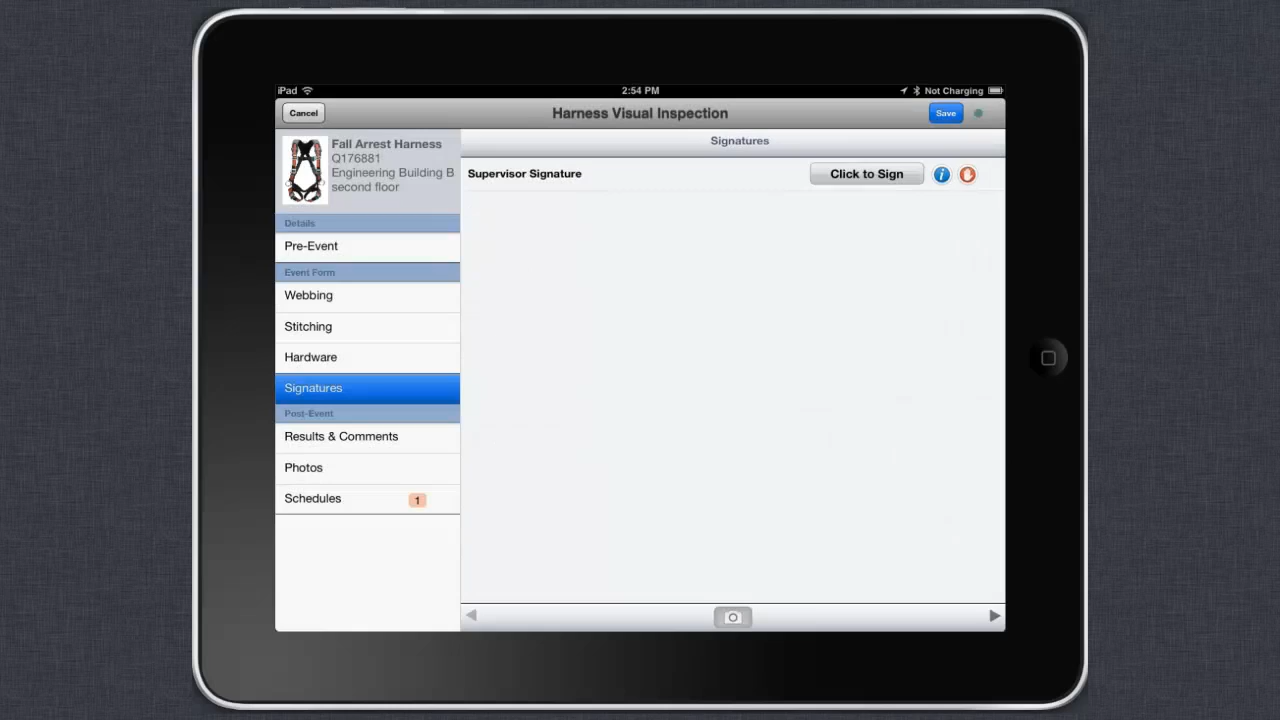 iPad
2:54 PM
Not Charging
Cancel
Harness Visual Inspection
Save
Fall Arrest Harness
Q176881
Engineering Building B
second floor
Signatures
Supervisor Signature
Click to Sign
i
Details
Pre-Event
Event Form
Webbing
Stitching
Hardware
Signatures
Post-Event
Results & Comments
Photos
Schedules
1